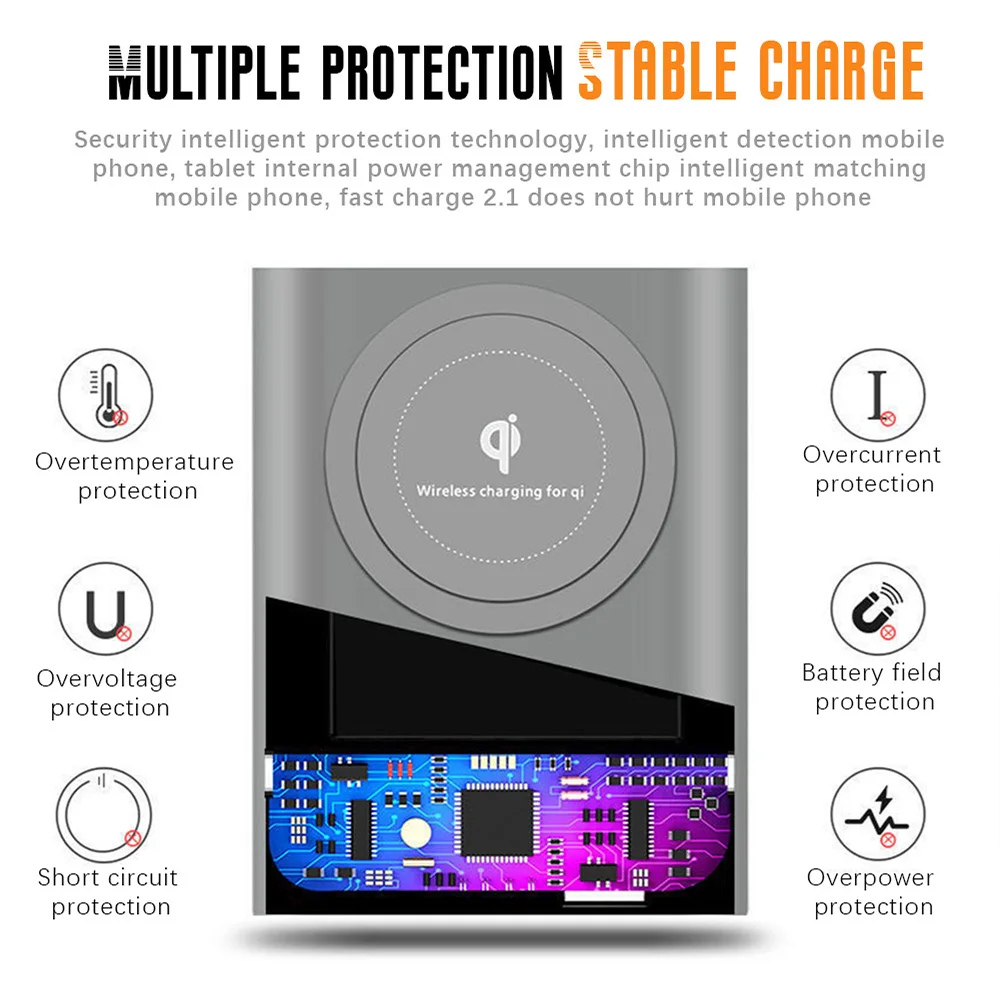 MULTIPLE PROTECTION STABLE CHARGE
Security intelligent protection technology, intelligent detection mobile
phone, tablet internal power management chip intelligent matching
mobile phone, fast charge 2.1 does not hurt mobile phone
qi
Wireless charging for qi
Overtemperature
protection
Overcurrent
protection
Overvoltage
protection
Battery field
protection
Short circuit
protection
Overpower
protection